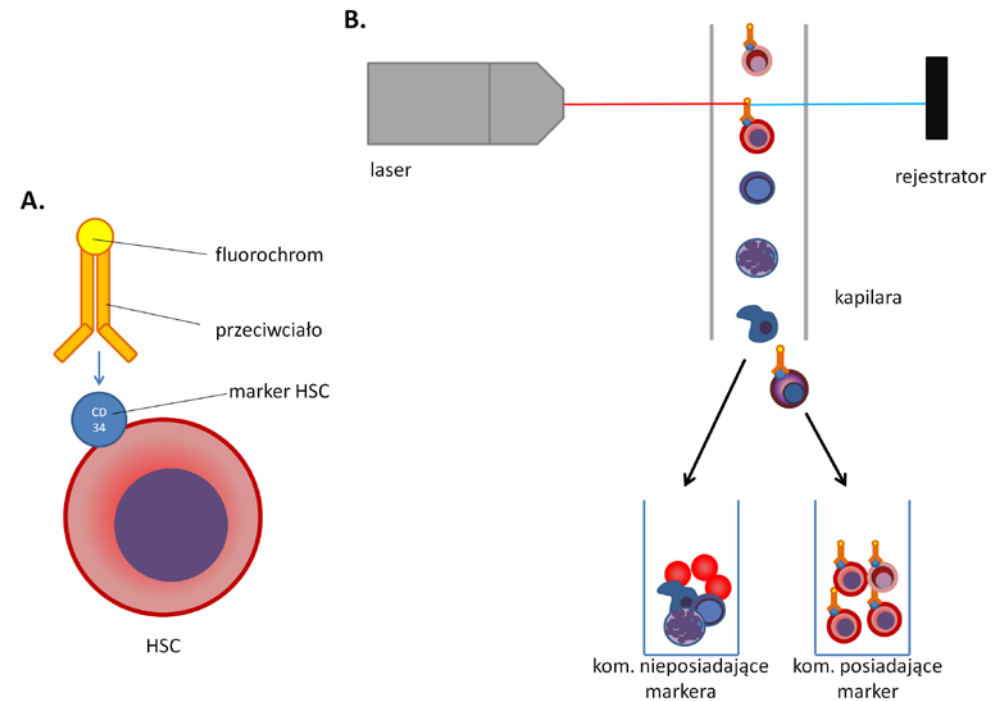 A.
fluorochrom
przeciwciało
marker HSC
CD
34
HSC
B.
laser
rejestrator
kapilara
kom. nieposiadające
markera
kom. posiadające
marker